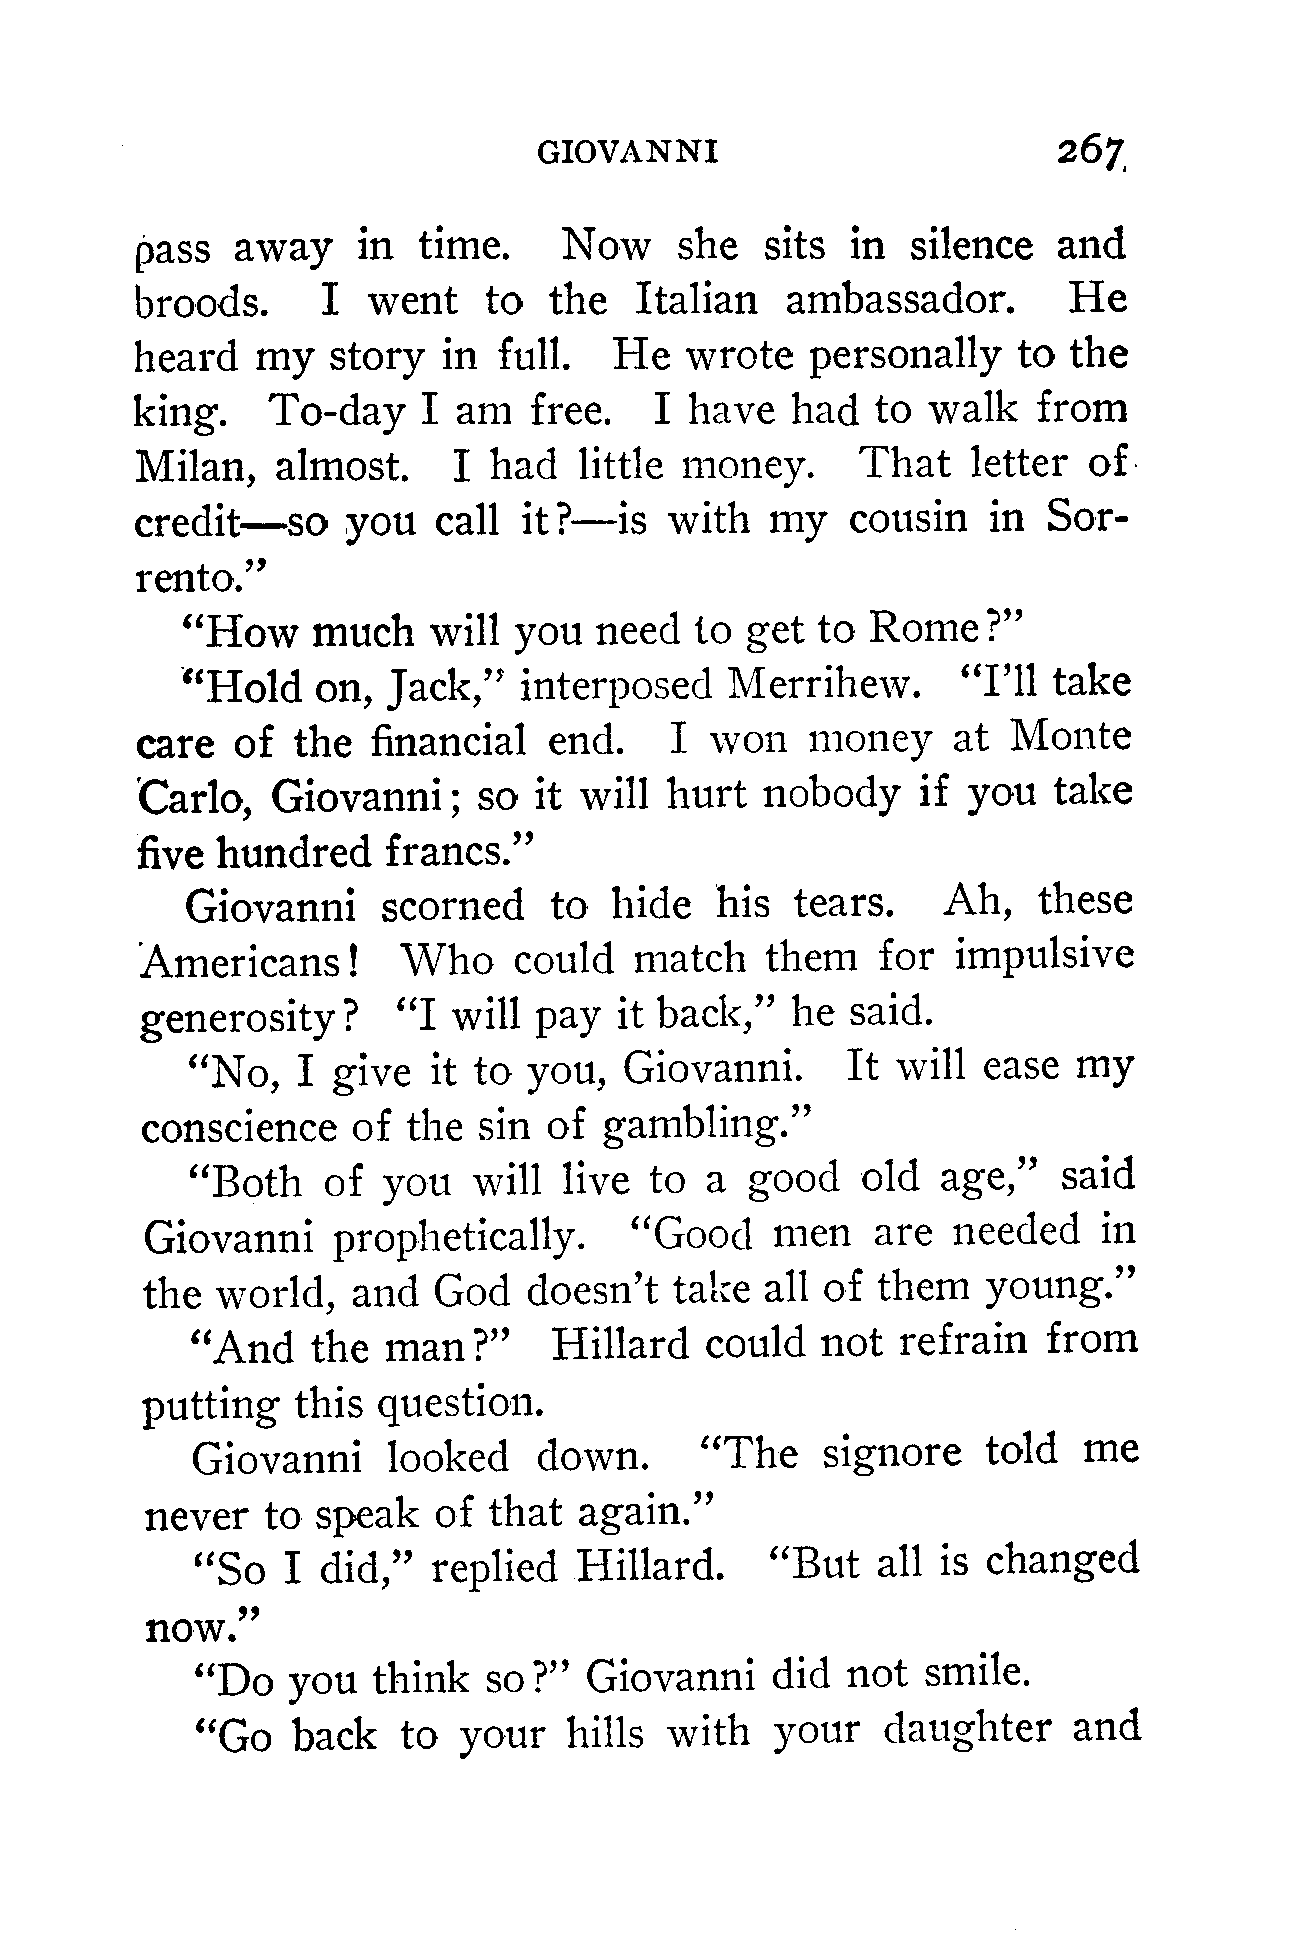 GIOVANNI 267
pass away in time. Now she sits in silence and
broods. I went to the Italian ambassador. He
heard my story in full. He wrote personally to the
king. To-day I am free. I have had to walk from
Milan, almost. I had little money. That letter of
credit—so you call it?—is with my cousin in Sor-
rento.”
“How much will you need to get to Rome?”
“Hold on, Jack,” interposed Merrihew. “I’ll take
care of the financial end. I won money at Monte
Carlo, Giovanni; so it will hurt nobody if you take
five hundred francs.”
Giovanni scorned to hide his tears. Ah, these
Americans! Who could match them for impulsive
generosity? “I will pay it back,” he said.
“No, I give it to you, Giovanni. It will ease my
conscience of the sin of gambling.”
“Both of you will live to a good old age,” said
Giovanni prophetically. “Good men are needed in
the world, and God doesn’t take all of them young.”
“And the man?” Hillard could not refrain from
putting this question.
Giovanni looked down. “The signore told me
never to speak of that again.”
“So I did,” replied Hillard. “But all is changed
now.”
“Do you think so?” Giovanni did not smile.
“Go back to your hills with your daughter and